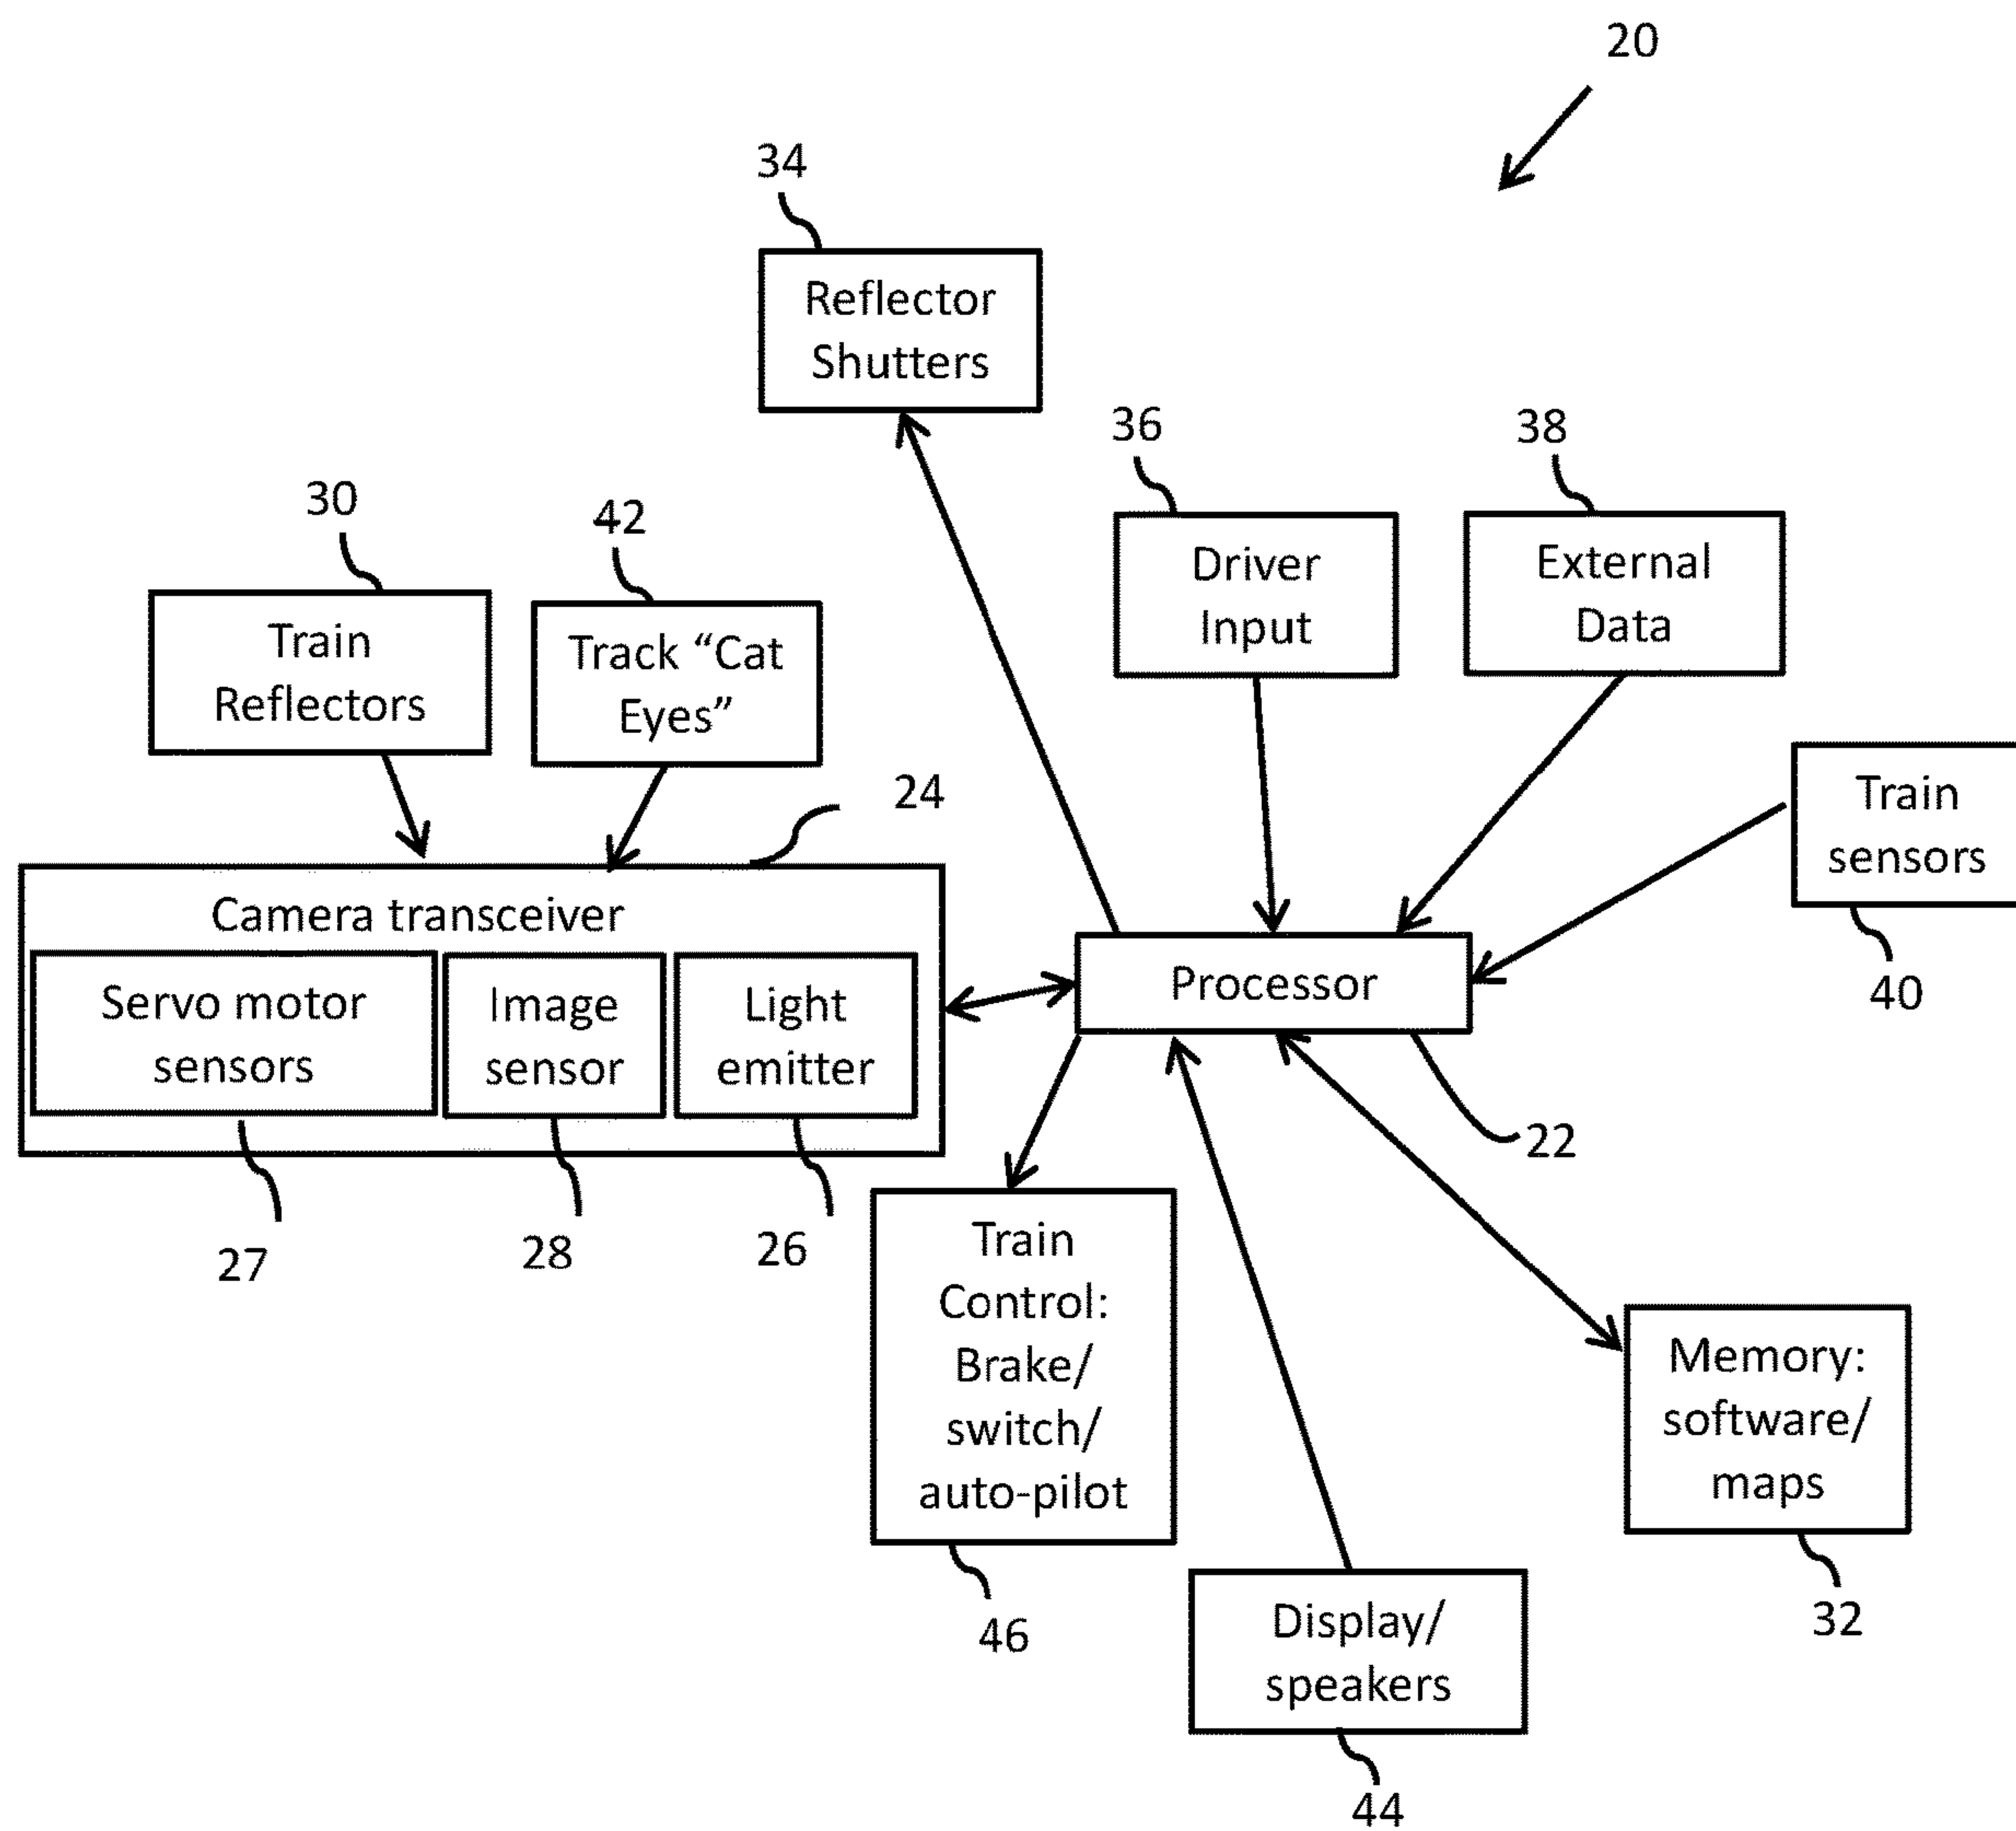 20
34
Reflector
Shutters
36
38
Driver
Input
External
Data
30
42
Train
Reflectors
Track “Cat
Eyes”
24
Train
sensors
40
Camera transceiver
Servo motor
sensors
Image
sensor
Light
emitter
Processor
22
27
28
26
Train
Control:
Brake/
switch/
auto-pilot
46
Memory:
software/
maps
32
Display/
speakers
44